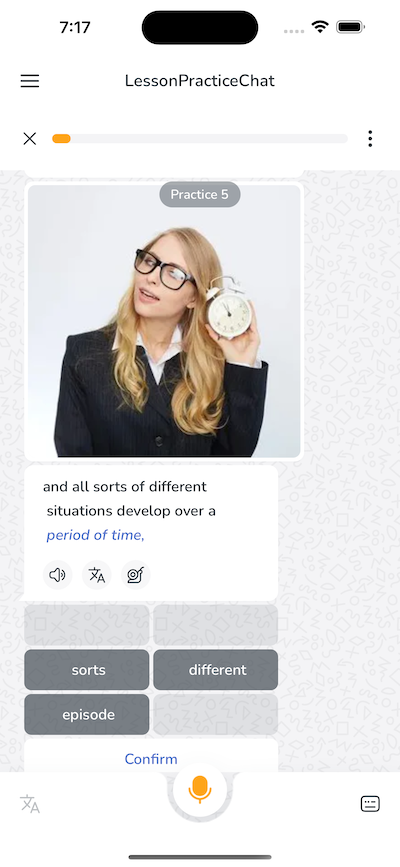 7:17
LessonPracticeChat
Practice 5
and all sorts of different
situations develop over a
period of time,
sorts
different
episode
Confirm